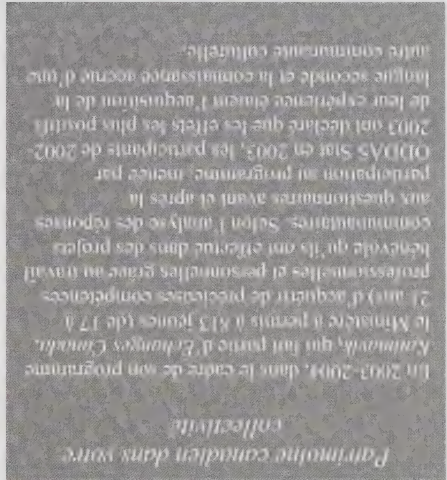 Patrimoine canadien dans votre
collectivité
En 2003-2004, dans le cadre de son programme
Katimavik, qui fait partie d'Échanges Canada,
le Ministère a permis à 813 jeunes (de 17 à
21 ans) d'acquérir de précieuses compétences
professionnelles et personnelles grâce au travail
bénévole qu'ils ont effectué dans des projets
communautaires. Selon l'analyse des réponses
aux questionnaires avant et après la
participation au programme, menée par
ODDAS Stat en 2003, les participants de 2002
2003 ont déclaré que les effets les plus positifs
de leur expérience étaient l'acquisition de la
langue seconde et la connaissance accrue d'une
autre communauté culturelle.